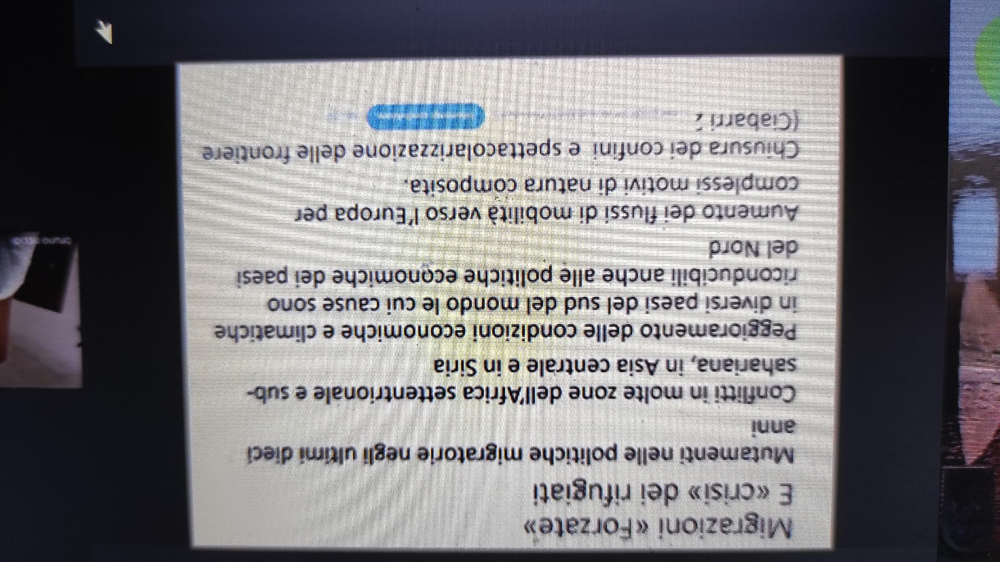 Migrazioni «Forzate»
E «crisi» dei rifugiati
Mutamenti nelle politiche migratorie negli ultimi dieci
anni
Conflitti in molte zone dell'Africa settentrionale e sub-
sahariana, in Asia centrale e in Siria
Peggioramento delle condizioni economiche e climatiche
in diversi paesi del sud del mondo le cui cause sono
riconducibili anche alle politiche economiche dei paesi
del Nord
Aumento dei flussi di mobilità verso l'Europa per
complessi motivi di natura composita.
Chiusura dei confini e spettacolarizzazione delle frontiere
(Ciabarri